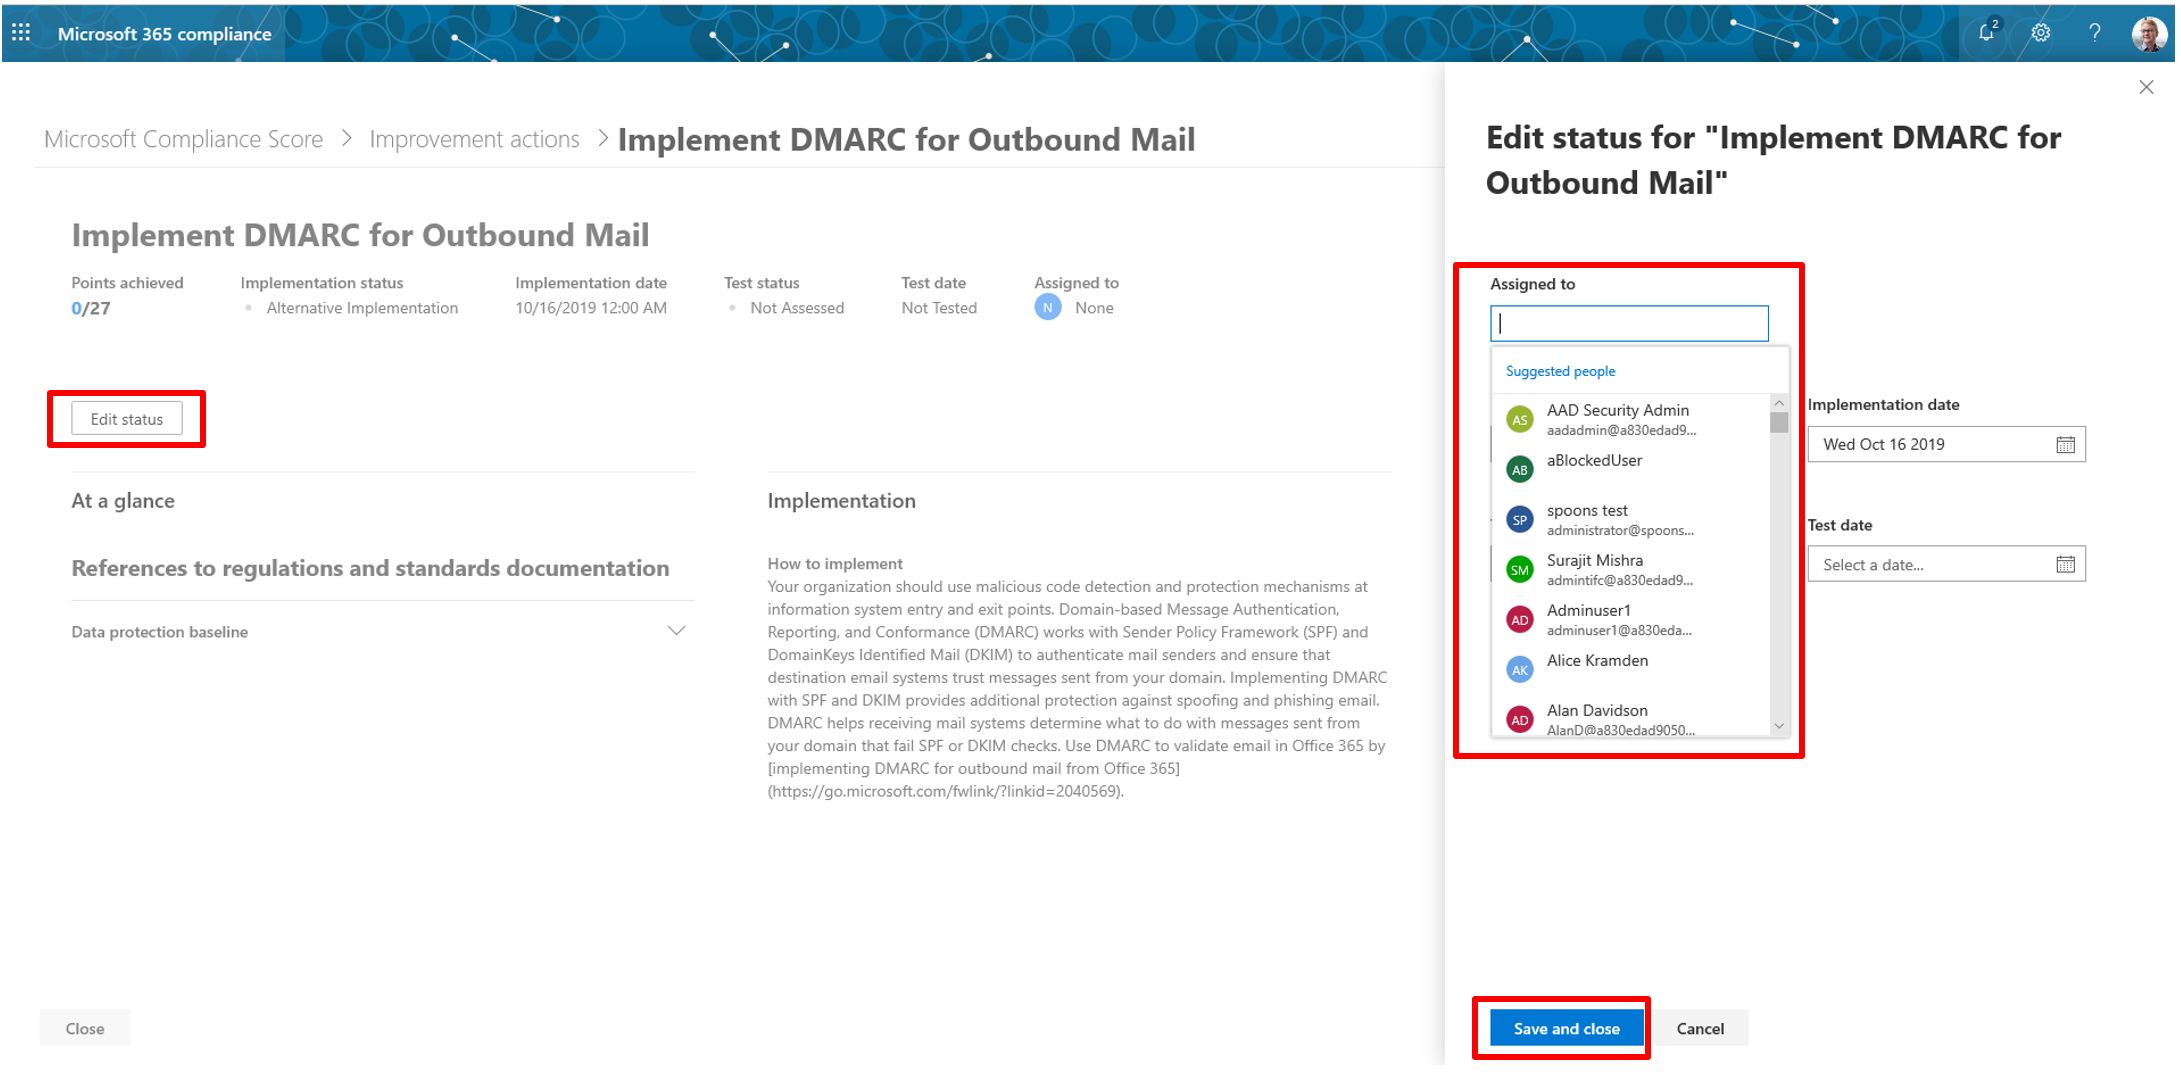 Microsoft 365 compliance
2
?
Microsoft Compliance Score > Improvement actions > Implement DMARC for Outbound Mail
Implement DMARC for Outbound Mail
Points achieved
0/27
Implementation status
Alternative Implementation
Implementation date
10/16/2019 12:00 AM
Test status
Not Assessed
Test date
Not Tested
Assigned to
N None
Edit status
At a glance
References to regulations and standards documentation
Data protection baseline
Implementation
How to implement
Your organization should use malicious code detection and protection mechanisms at
information system entry and exit points. Domain-based Message Authentication,
Reporting, and Conformance (DMARC) works with Sender Policy Framework (SPF) and
DomainKeys Identified Mail (DKIM) to authenticate mail senders and ensure that
destination email systems trust messages sent from your domain. Implementing DMARC
with SPF and DKIM provides additional protection against spoofing and phishing email.
DMARC helps receiving mail systems determine what to do with messages sent from
your domain that fail SPF or DKIM checks. Use DMARC to validate email in Office 365 by
[implementing DMARC for outbound mail from Office 365]
(https://go.microsoft.com/fwlink/?linkid=2040569).
Close
Edit status for "Implement DMARC for
Outbound Mail"
Assigned to
Suggested people
AS AAD Security Admin
aadadmin@a830edad9...
AB aBlockedUser
SP spoons test
administrator@spoons...
SM Surajit Mishra
admintifc@a830edad9...
AD Adminuser1
adminuser1@a830eda...
AK Alice Kramden
AD Alan Davidson
AlanD@a830edad9050...
Implementation date
Wed Oct 16 2019
Test date
Select a date...
Save and close
Cancel